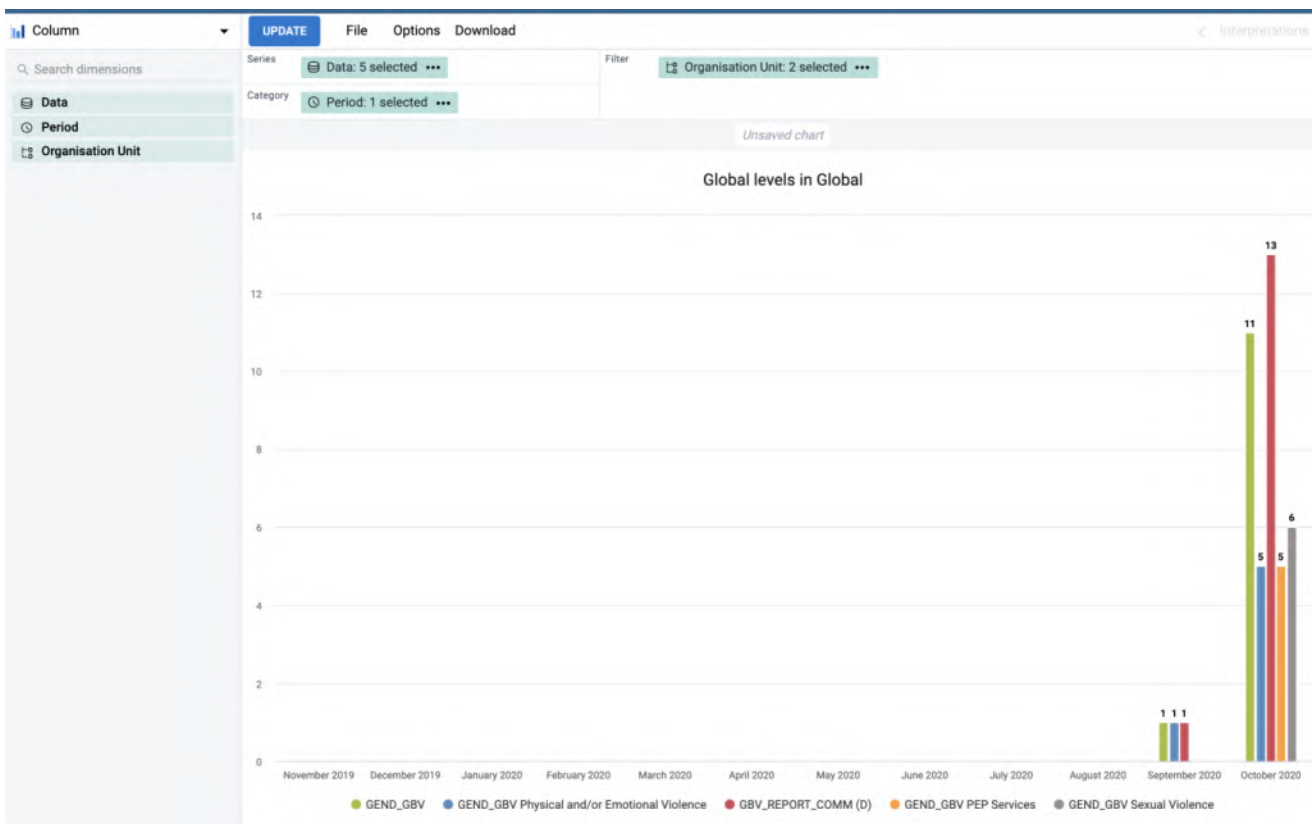 Column
UPDATE File Options Download
Interpretations
Search dimensions
Data
Period
Organisation Unit
Series
Data: 5 selected •••
Filter
Organisation Unit: 2 selected •••
Category
Period: 1 selected •••
Unsaved chart
Global levels in Global
14
12
10
8
6
4
2
0
1 1 1
11
5
13
5
6
November 2019 December 2019 January 2020 February 2020 March 2020 April 2020 May 2020 June 2020 July 2020 August 2020 September 2020 October 2020
GEND_GBV GEND_GBV Physical and/or Emotional Violence GBV_REPORT_COMM (D) GEND_GBV PEP Services GEND_GBV Sexual Violence